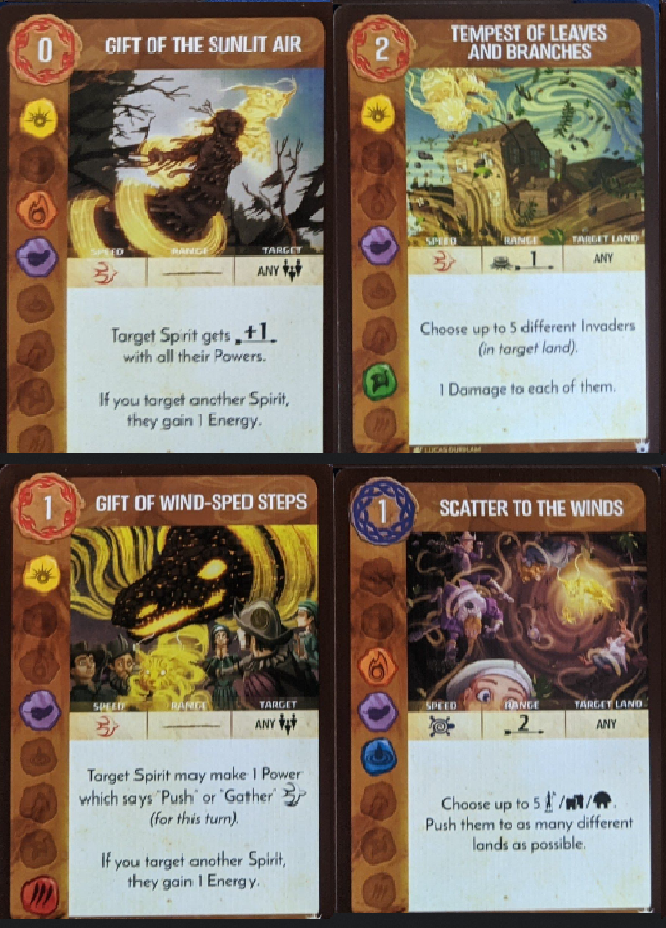 0
GIFT OF THE SUNLIT AIR
SPEED RANGE TARGET
ANY
Target Spirit gets +1
with all their Powers.
If you target another Spirit,
they gain 1 Energy.
2
TEMPEST OF LEAVES
AND BRANCHES
SPEED RANGE TARGET LAND
1 ANY
Choose up to 5 different Invaders
(in target land).
1 Damage to each of them.
LUCAS DURHAM
1
GIFT OF WIND-SPED STEPS
SPEED RANGE TARGET
ANY
Target Spirit may make 1 Power
which says "Push" or "Gather"
(for this turn).
If you target another Spirit,
they gain 1 Energy.
1
SCATTER TO THE WINDS
SPEED RANGE TARGET LAND
2 ANY
Choose up to 5 / / .
Push them to as many different
lands as possible.